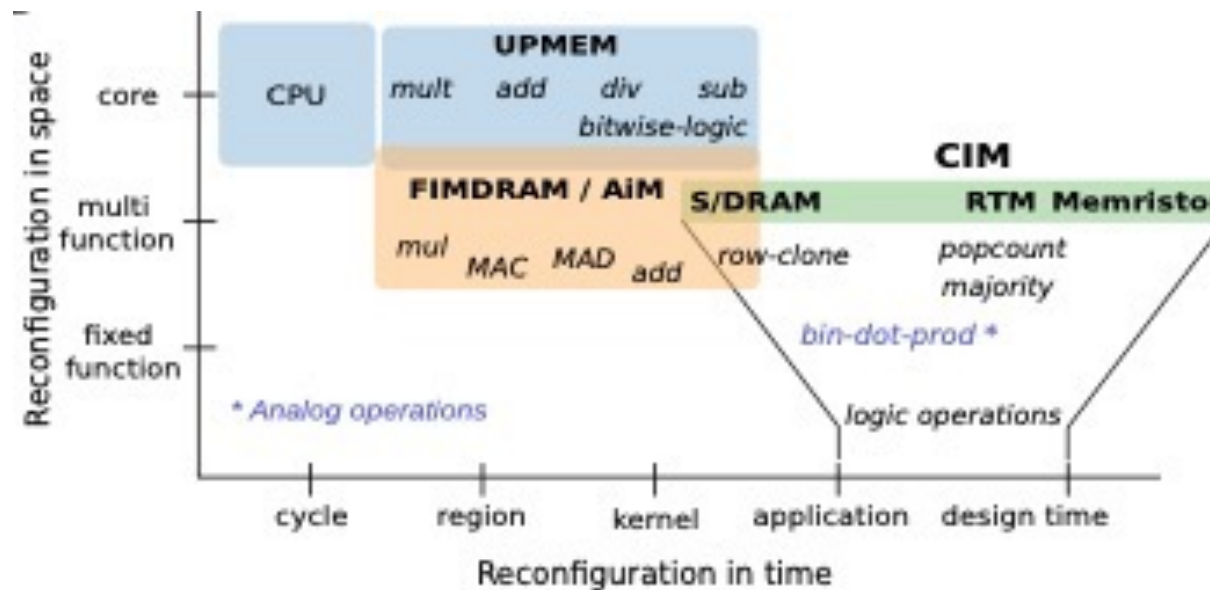 Reconfiguration in space
core
multi
function
fixed
function
CPU
UPMEM
mult add div sub
bitwise-logic
FIMDRAM / AiM
mul MAC MAD add
CIM
S/DRAM RTM Memristo
row-clone popcount
majority
bin-dot-prod *
logic operations
* Analog operations
cycle region kernel application design time
Reconfiguration in time